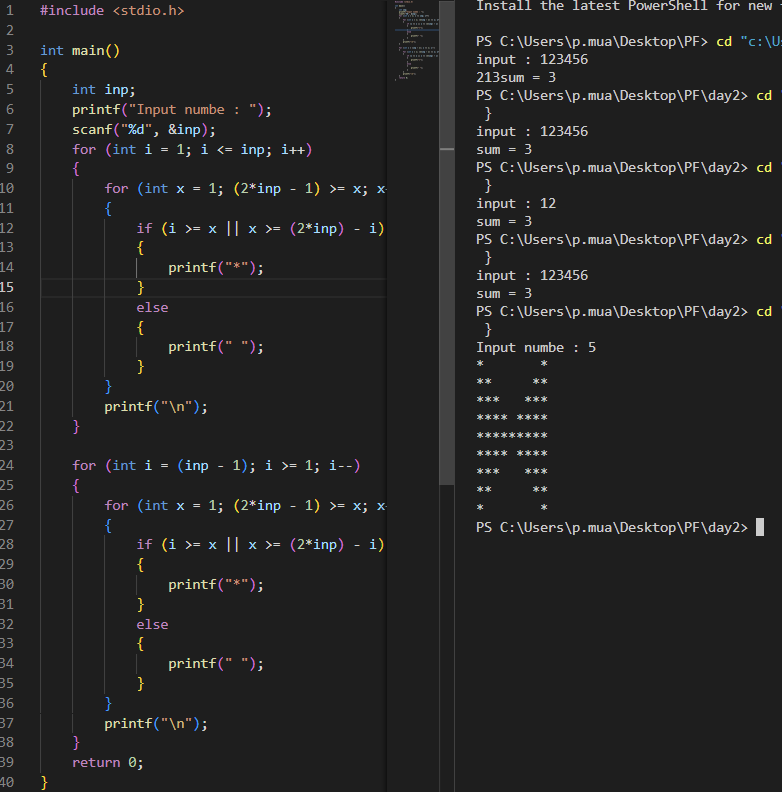 1 #include <stdio.h>
2
3 int main()
4 {
5     int inp;
6     printf("Input numbe : ");
7     scanf("%d", &inp);
8     for (int i = 1; i <= inp; i++)
9     {
10         for (int x = 1; (2*inp - 1) >= x; x
11         {
12             if (i >= x || x >= (2*inp) - i)
13             {
14                 printf("*");
15             }
16             else
17             {
18                 printf(" ");
19             }
20         }
21         printf("\n");
22     }
23
24     for (int i = (inp - 1); i >= 1; i--)
25     {
26         for (int x = 1; (2*inp - 1) >= x; x
27         {
28             if (i >= x || x >= (2*inp) - i)
29             {
30                 printf("*");
31             }
32             else
33             {
34                 printf(" ");
35             }
36         }
37         printf("\n");
38     }
39     return 0;
40 }
Install the latest PowerShell for new
PS C:\Users\p.mua\Desktop\PF> cd "c:\U
input : 123456
213sum = 3
PS C:\Users\p.mua\Desktop\PF\day2> cd
 }
input : 123456
sum = 3
PS C:\Users\p.mua\Desktop\PF\day2> cd
 }
input : 12
sum = 3
PS C:\Users\p.mua\Desktop\PF\day2> cd
 }
input : 123456
sum = 3
PS C:\Users\p.mua\Desktop\PF\day2> cd
 }
Input numbe : 5
*       *
**     **
***   ***
**** ****
*********
**** ****
***   ***
**     **
*       *
PS C:\Users\p.mua\Desktop\PF\day2>